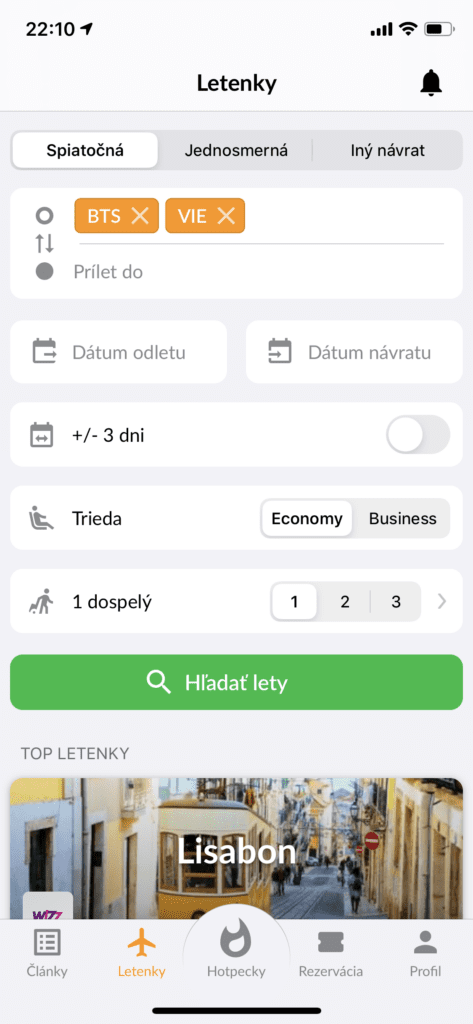 22:10
Letenky
Spiatočná Jednosmerná Iný návrat
BTS VIE
Prílet do
Dátum odletu Dátum návratu
+/- 3 dni
Trieda Economy Business
1 dospelý 1 2 3
Hľadať lety
TOP LETENKY
Lisabon
WIZZ
Články Letenky Hotpecky Rezervácia Profil